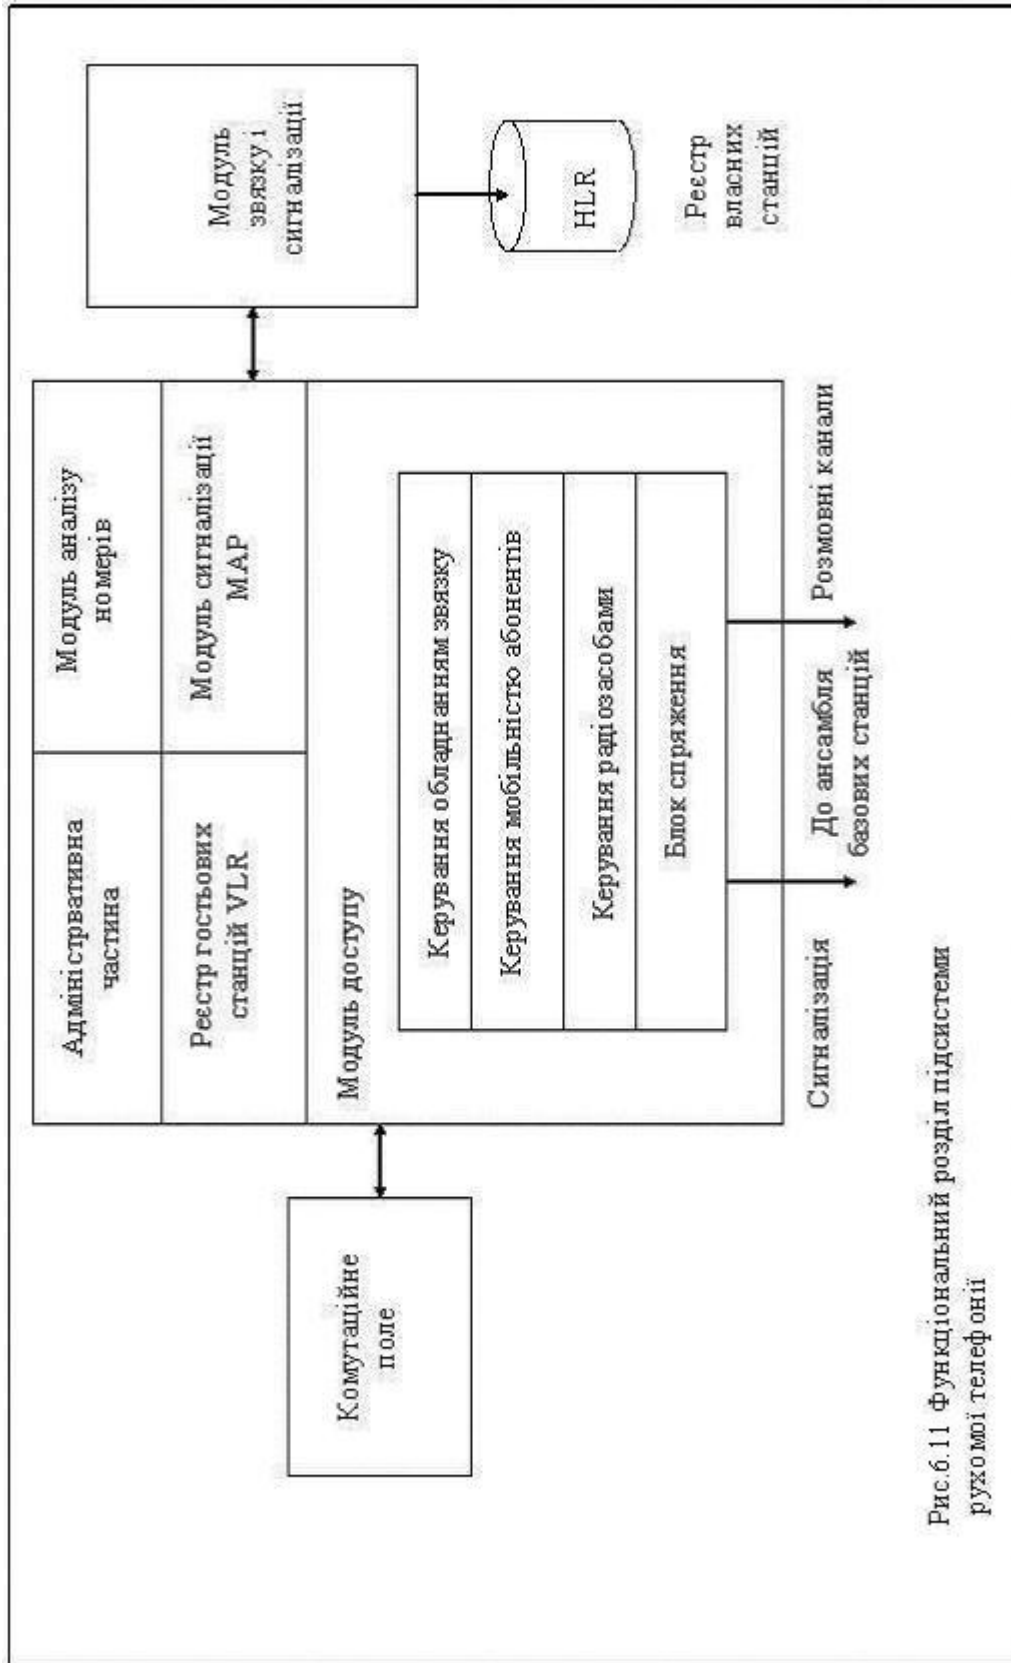 Комутаційне
поле
Адміністрвативна
частина
Модуль аналізу
номерів
Реєстр гостьових
станцій VLR
Модуль сигналізації
МАР
Модуль доступу
Керування обладнанням звязку
Керування мобільністю абонентів
Керування радіозасобами
Блок спряження
Модуль
звязку і
сигналізації
HLR
Реєстр
власних
станцій
Сигналізація
До ансамбля
базових станцій
Розмовні канали
Рис.6.11 Функціональний розділ підсистеми
рухомої телефонії